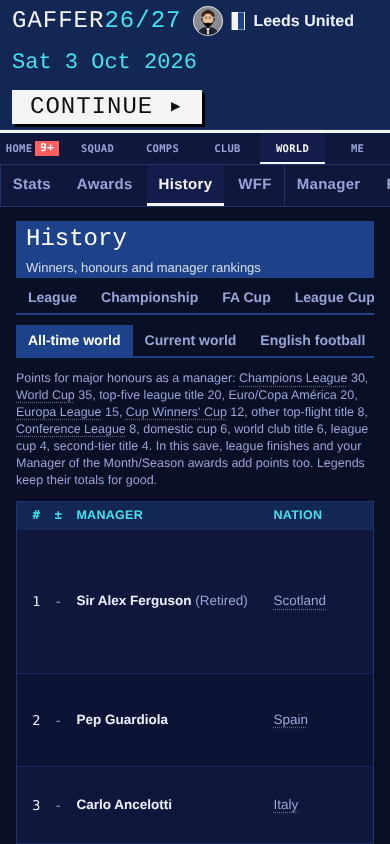 GAFFER26/27 Leeds United
Sat 3 Oct 2026
CONTINUE ▶
HOME 9+ SQUAD COMPS CLUB WORLD ME
Stats Awards History WFF Manager
History
Winners, honours and manager rankings
League Championship FA Cup League Cup
All-time world Current world English football
Points for major honours as a manager: Champions League 30,
World Cup 35, top-five league title 20, Euro/Copa América 20,
Europa League 15, Cup Winners' Cup 12, other top-flight title 8,
Conference League 8, domestic cup 6, world club title 6, league
cup 4, second-tier title 4. In this save, league finishes and your
Manager of the Month/Season awards add points too. Legends
keep their totals for good.
# ± MANAGER NATION
1 - Sir Alex Ferguson (Retired) Scotland
2 - Pep Guardiola Spain
3 - Carlo Ancelotti Italy